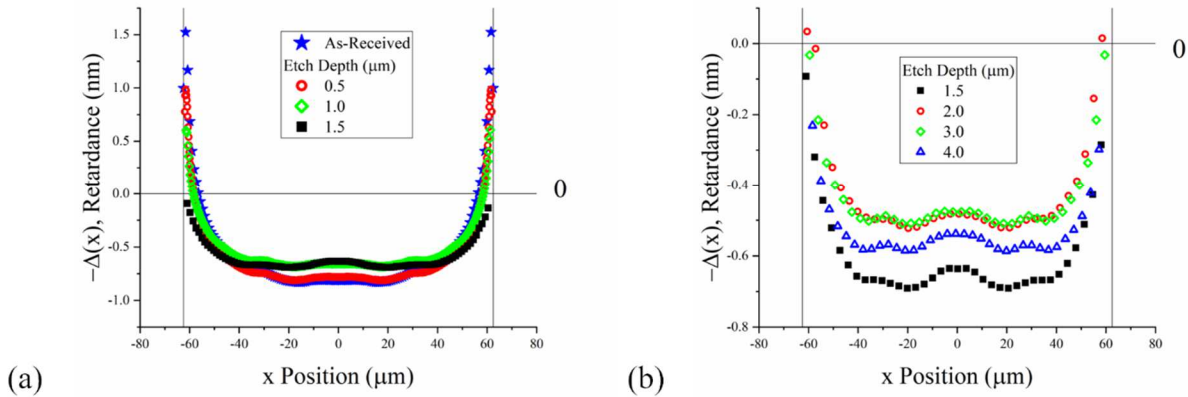 1.5
1.0
0.5
0.0
-0.5
-1.0
−Δ(x), Retardance (nm)
As-Received
Etch Depth (μm)
0.5
1.0
1.5
0
-80 -60 -40 -20 0 20 40 60 80
x Position (μm)
(a)
0.0
-0.2
-0.4
-0.6
-0.8
−Δ(x), Retardance (nm)
Etch Depth (μm)
1.5
2.0
3.0
4.0
0
-80 -60 -40 -20 0 20 40 60 80
x Position (μm)
(b)